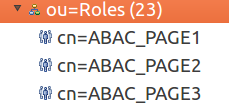 ou=Roles (23)
cn=ABAC_PAGE1
cn=ABAC_PAGE2
cn=ABAC_PAGE3